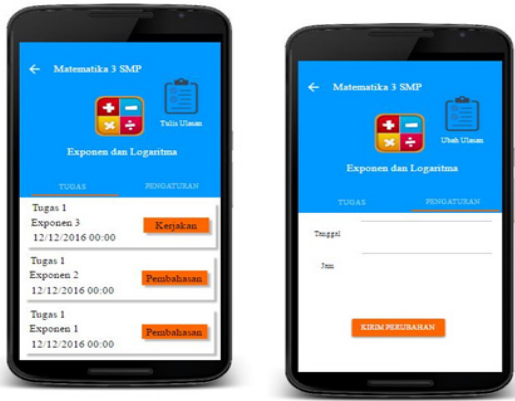 ← Matematika 3 SMP
Tulis Ulasan
Exponen dan Logaritma
TUGAS PENGATURAN
Tugas 1
Exponen 3
12/12/2016 00:00
Kerjakan
Tugas 1
Exponen 2
12/12/2016 00:00
Pembahasan
Tugas 1
Exponen 1
12/12/2016 00:00
Pembahasan
← Matematika 3 SMP
Ubah Ulasan
Exponen dan Logaritma
TUGAS PENGATURAN
Tanggal
Jam
KIRIM PERUBAHAN